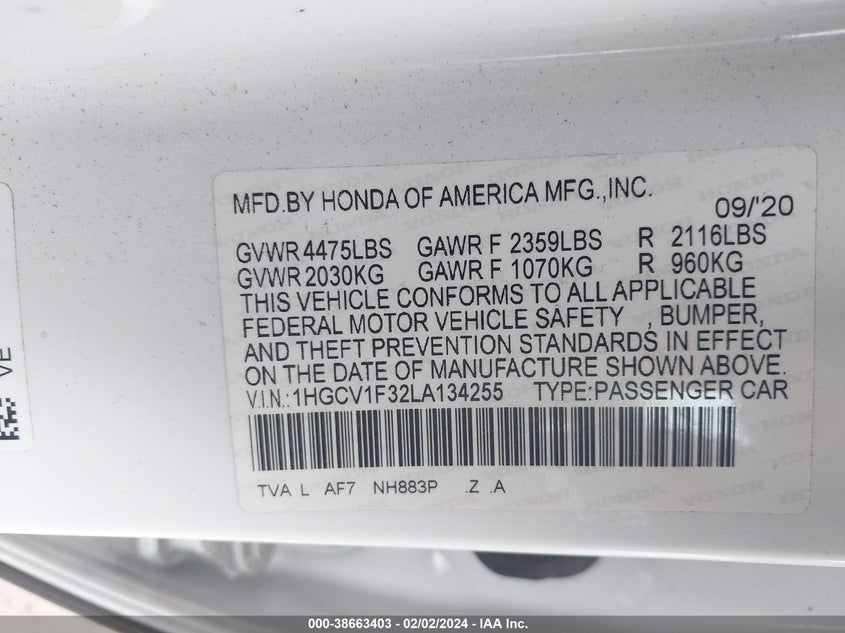 MFD.BY HONDA OF AMERICA MFG.,INC. 09/'20
GVWR 4475LBS GAWR F 2359LBS R 2116LBS
GVWR 2030KG GAWR F 1070KG R 960KG
THIS VEHICLE CONFORMS TO ALL APPLICABLE
FEDERAL MOTOR VEHICLE SAFETY , BUMPER,
AND THEFT PREVENTION STANDARDS IN EFFECT
ON THE DATE OF MANUFACTURE SHOWN ABOVE.
V.I.N.:1HGCV1F32LA134255 TYPE:PASSENGER CAR
TVA L AF7 NH883P .Z .A
VE
000-38663403 - 02/02/2024 - IAA Inc.